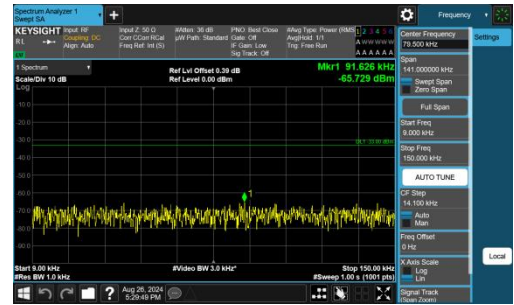 Spectrum Analyzer 1
Swept SA
Frequency
KEYSIGHT
Input: RF
Coupling: DC
Align: Auto
Input Z: 50 Ω
Corr CCorr RCal
Freq Ref: Int (S)
#Atten: 36 dB
µW Path: Standard
PNO: Best Close
Gate: Off
IF Gain: Low
Sig Track: Off
#Avg Type: Power (RMS
Avg|Hold: 1/1
Trig: Free Run
1 2 3 4 5 6
A W W W W W
A A A A A A
1 Spectrum
Scale/Div 10 dB
Log
Ref Lvl Offset 0.39 dB
Ref Level 0.00 dBm
Mkr1 91.626 kHz
-65.729 dBm
-10.0
-20.0
-30.0
-40.0
-50.0
-60.0
-70.0
-80.0
-90.0
1
Start 9.00 kHz
#Res BW 1.0 kHz
#Video BW 3.0 kHz*
Stop 150.00 kHz
#Sweep 1.00 s (1001 pts)
Center Frequency
79.500 kHz
Settings
Span
141.000000 kHz
Swept Span
Zero Span
Full Span
Start Freq
9.000 kHz
Stop Freq
150.000 kHz
AUTO TUNE
CF Step
14.100 kHz
Auto
Man
Freq Offset
0 Hz
X Axis Scale
Log
Lin
Signal Track
(Span Zoom)
Local
Aug 26, 2024
5:29:49 PM